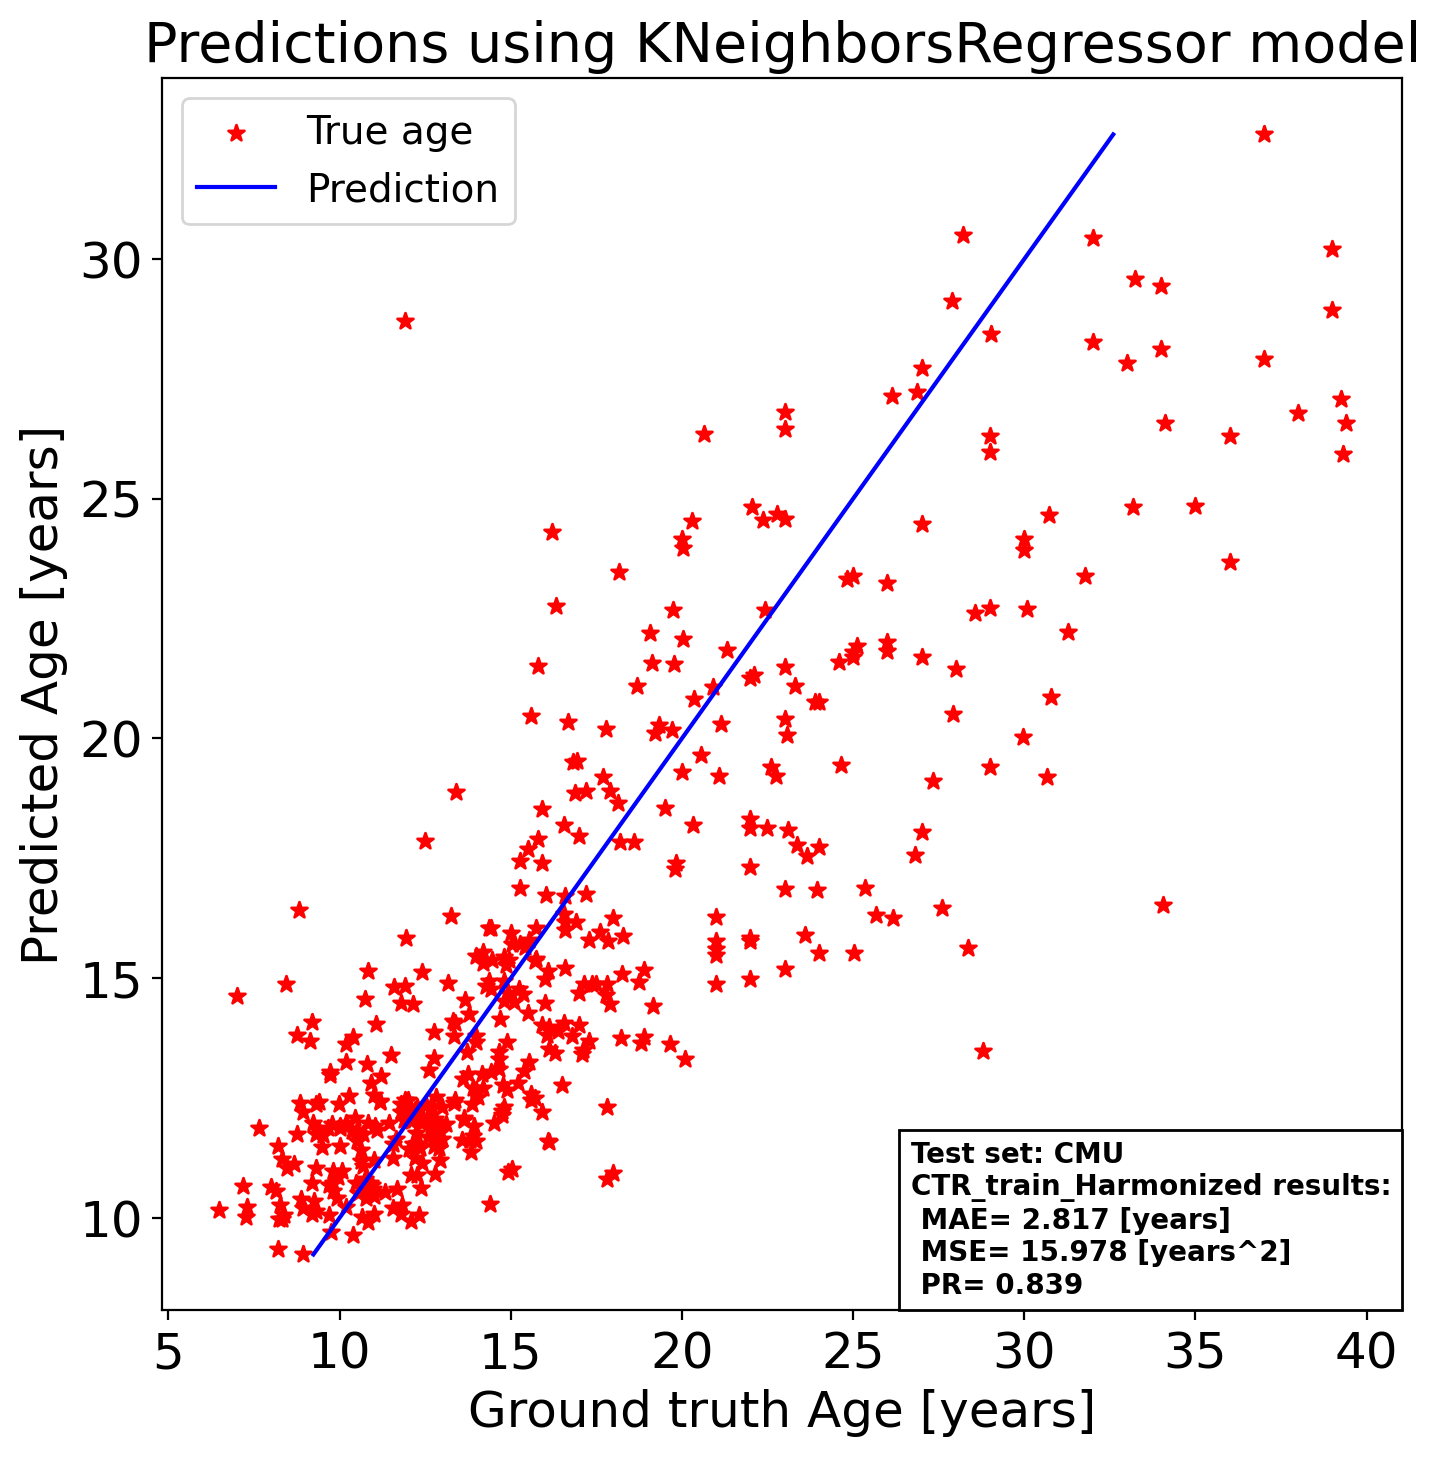 Predictions using KNeighborsRegressor model
True age
Prediction
30
25
20
15
10
Predicted Age [years]
Test set: CMU
CTR_train_Harmonized results:
MAE= 2.817 [years]
MSE= 15.978 [years^2]
PR= 0.839
5 10 15 20 25 30 35 40
Ground truth Age [years]